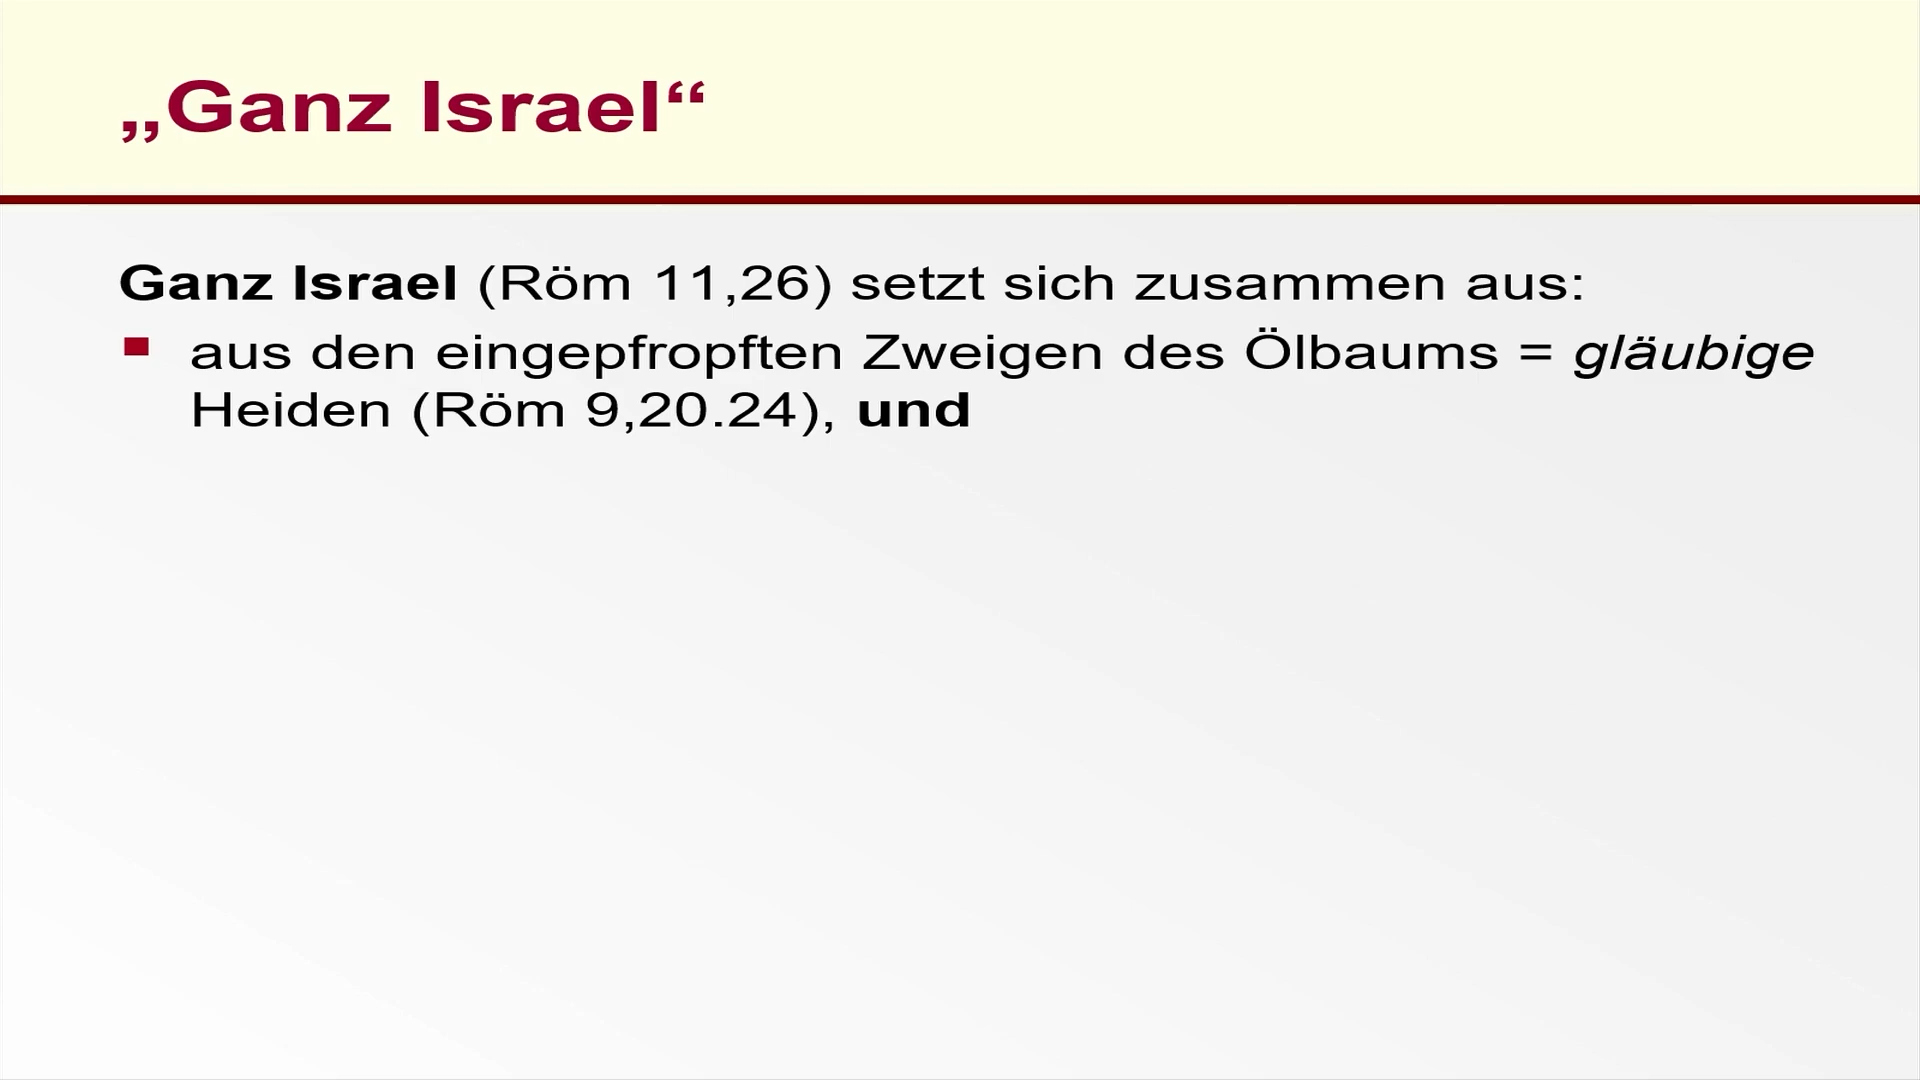 „Ganz Israel“
Ganz Israel (Röm 11,26) setzt sich zusammen aus:
aus den eingepfropften Zweigen des Ölbaums = gläubige
Heiden (Röm 9,20.24), und